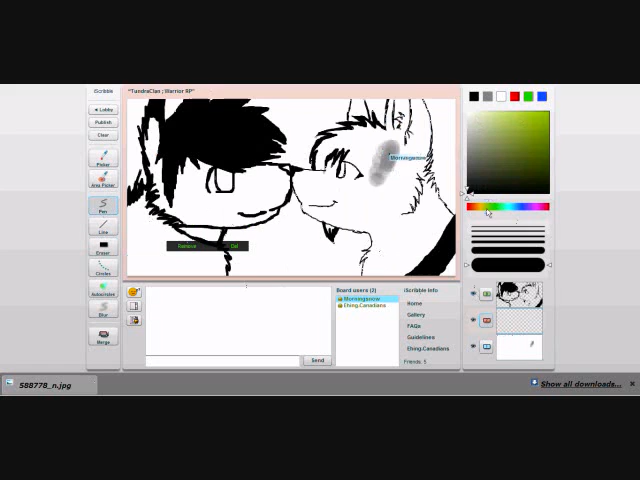 iScribble
"TundraClan ; Warrior RP"
◄ Lobby
Publish
Clear
Picker
Area Picker
Pen
Line
Eraser
Circles
Blur
Merge
Morningsnow
Remove
Del
Board users (2)
Morningsnow
Ehing.Canadians
iScribble Info
Home
Gallery
FAQs
Guidelines
Ehing.Canadians
Friends: 5
Send
588778_n.jpg
Show all downloads...